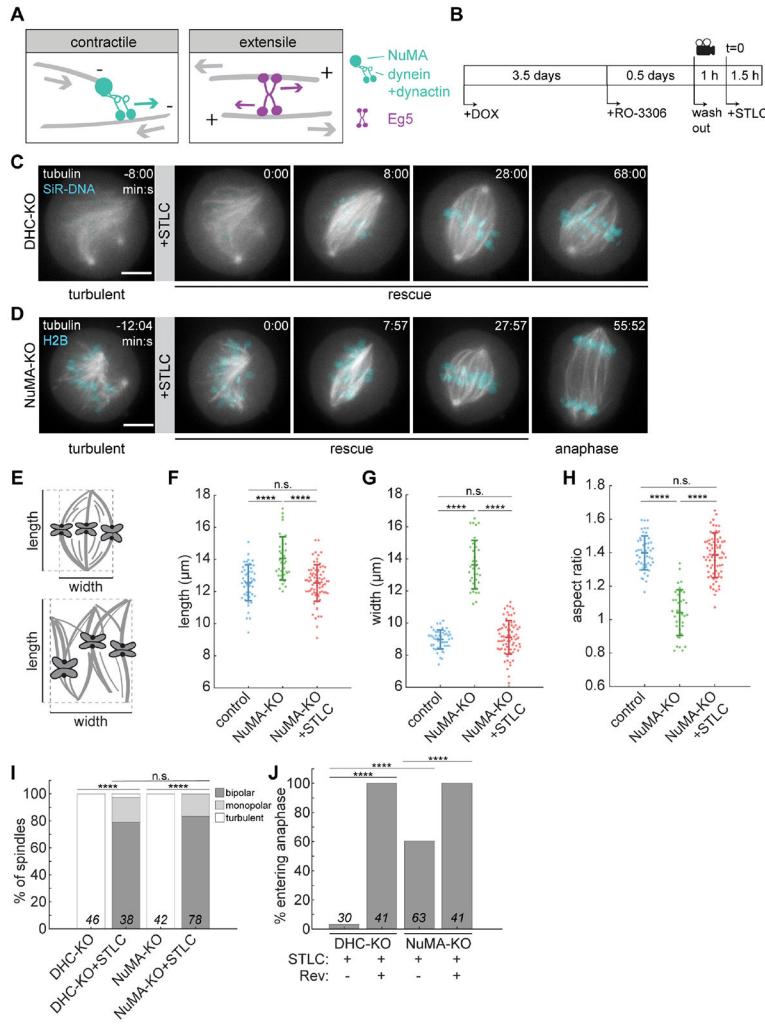 A
contractile
extensile
-
-
+
+
NuMA
dynein
+dynactin
Eg5
B
t=0
3.5 days
0.5 days
1 h
1.5 h
+DOX
+RO-3306
wash
out
+STLC
C
DHC-KO
tubulin
-8:00
SiR-DNA
min:s
+STLC
0:00
8:00
28:00
68:00
turbulent
rescue
D
NuMA-KO
tubulin
-12:04
H2B
min:s
+STLC
0:00
7:57
27:57
55:52
turbulent
rescue
anaphase
E
length
width
length
width
F
n.s.
**** ****
length (µm)
18
16
14
12
10
8
6
control
NuMA-KO
NuMA-KO
+STLC
G
n.s.
**** ****
width (µm)
18
16
14
12
10
8
6
control
NuMA-KO
NuMA-KO
+STLC
H
n.s.
**** ****
aspect ratio
1.8
1.6
1.4
1.2
1
0.8
0.6
control
NuMA-KO
NuMA-KO
+STLC
I
n.s.
**** ****
bipolar
monopolar
turbulent
% of spindles
100
80
60
40
20
0
46 38 42 78
DHC-KO
DHC-KO+STLC
NuMA-KO
NuMA-KO+STLC
J
****
****
****
% entering anaphase
100
80
60
40
20
0
30 41 63 41
DHC-KO NuMA-KO
STLC: + + + +
Rev: - + - +